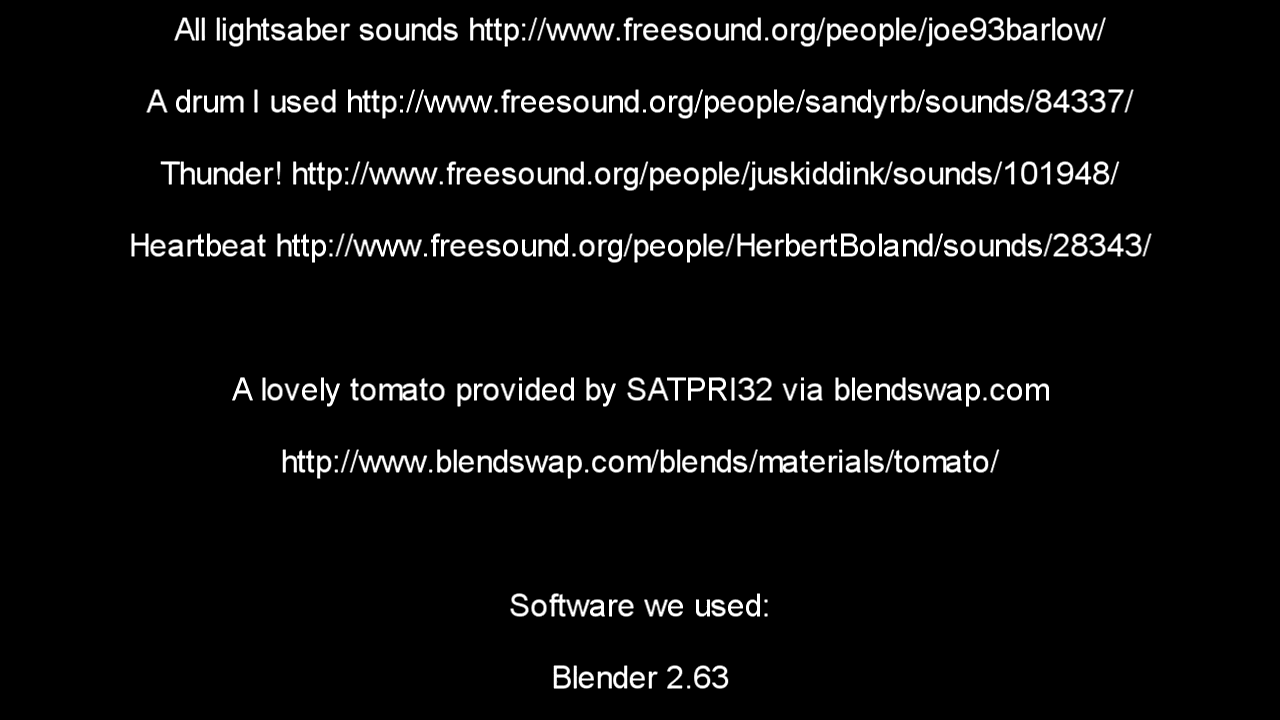 All lightsaber sounds http://www.freesound.org/people/joe93barlow/
A drum I used http://www.freesound.org/people/sandyrb/sounds/84337/
Thunder! http://www.freesound.org/people/juskiddink/sounds/101948/
Heartbeat http://www.freesound.org/people/HerbertBoland/sounds/28343/
A lovely tomato provided by SATPRI32 via blendswap.com
http://www.blendswap.com/blends/materials/tomato/
Software we used:
Blender 2.63